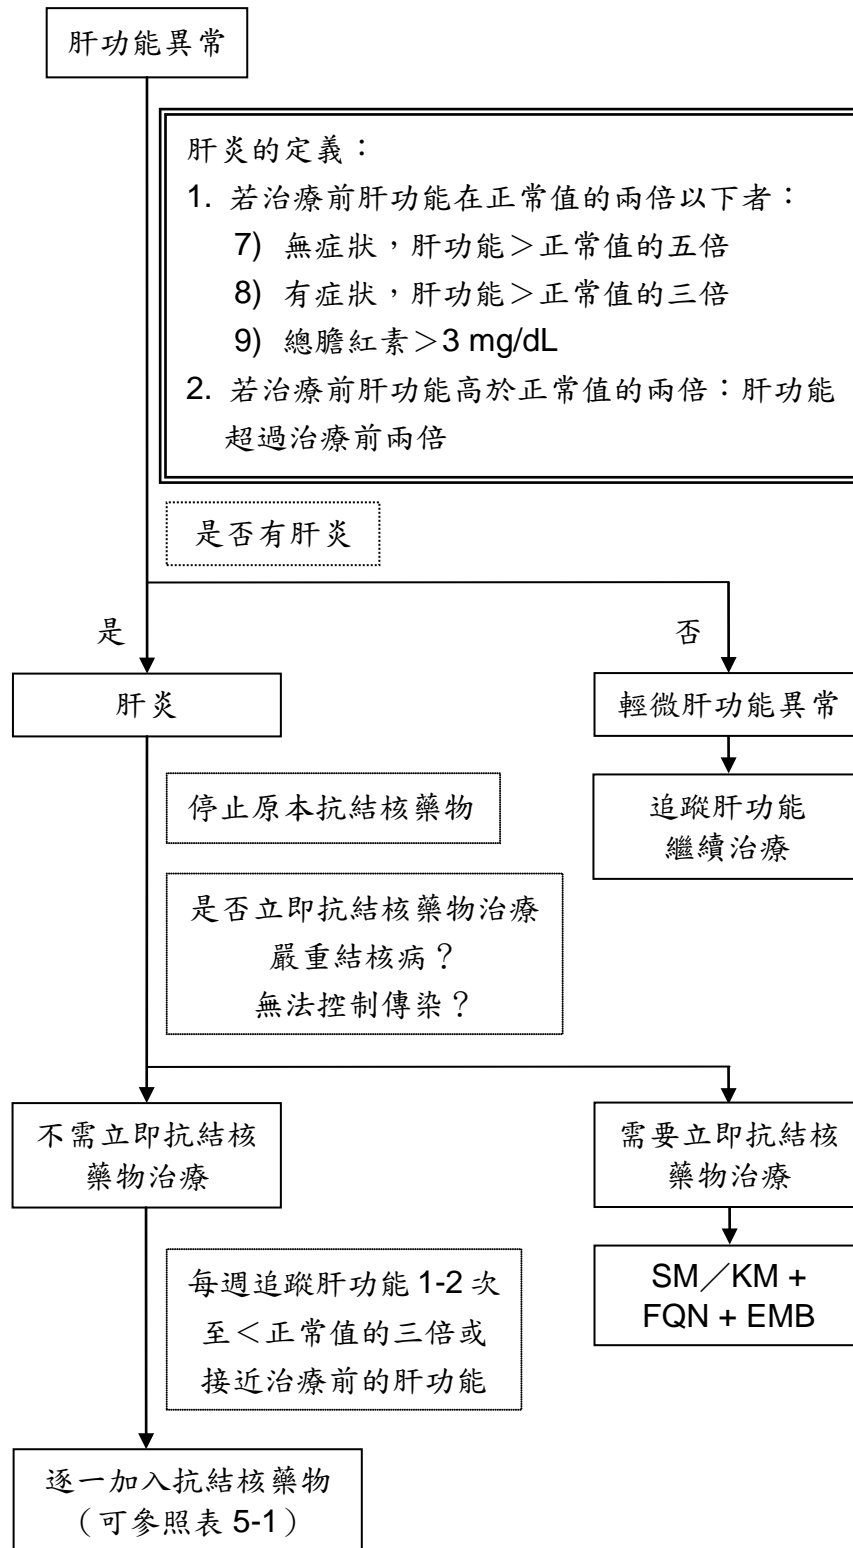 肝功能異常
肝炎的定義：
1. 若治療前肝功能在正常值的兩倍以下者：
7) 無症狀，肝功能＞正常值的五倍
8) 有症狀，肝功能＞正常值的三倍
9) 總膽紅素＞3 mg/dL
2. 若治療前肝功能高於正常值的兩倍：肝功能
超過治療前兩倍
是否有肝炎
是
否
肝炎
輕微肝功能異常
停止原本抗結核藥物
追蹤肝功能
繼續治療
是否立即抗結核藥物治療
嚴重結核病？
無法控制傳染？
不需立即抗結核
藥物治療
需要立即抗結核
藥物治療
每週追蹤肝功能 1-2 次
至＜正常值的三倍或
接近治療前的肝功能
SM／KM +
FQN + EMB
逐一加入抗結核藥物
（可參照表 5-1）